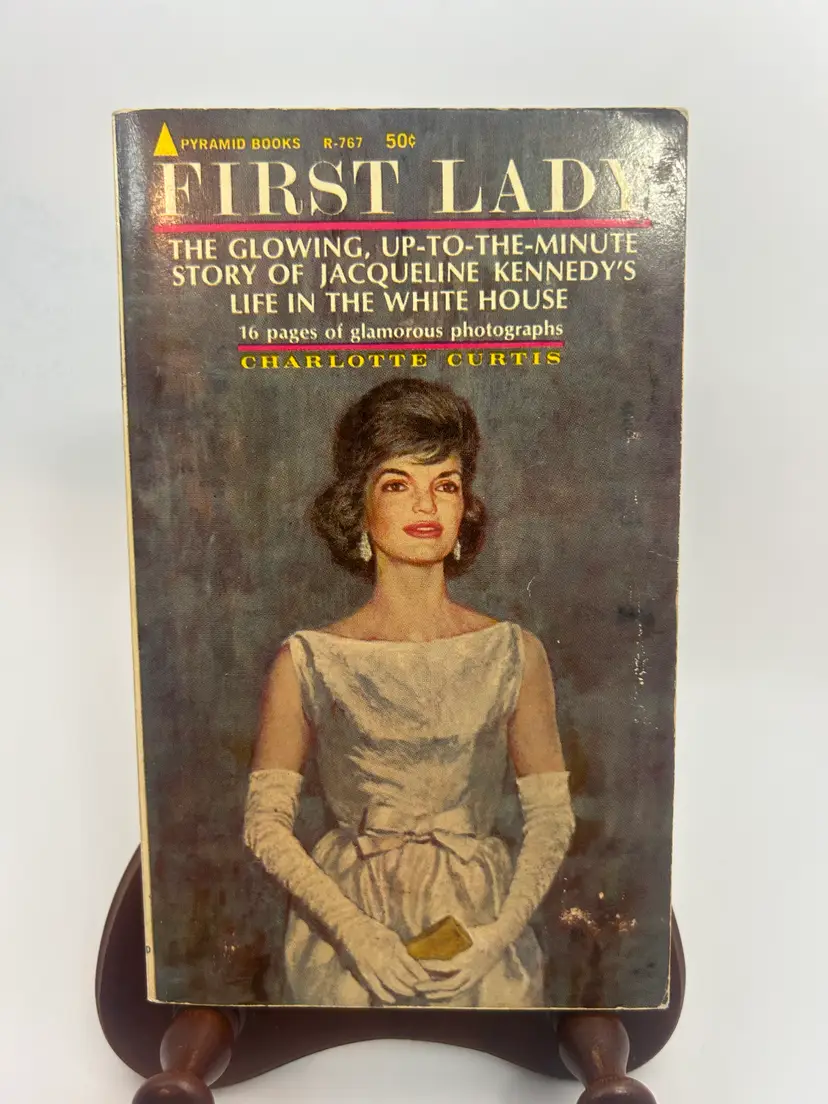 PYRAMID BOOKS R-767 50¢
FIRST LADY
THE GLOWING, UP-TO-THE-MINUTE
STORY OF JACQUELINE KENNEDY'S
LIFE IN THE WHITE HOUSE
16 pages of glamorous photographs
CHARLOTTE CURTIS